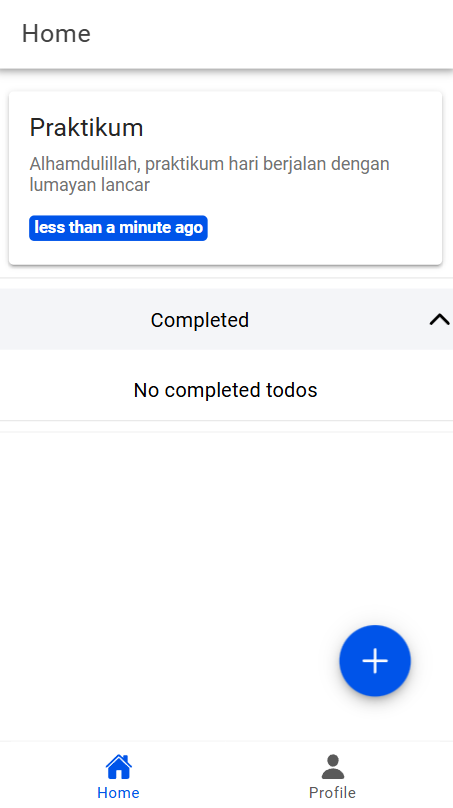 Home
Praktikum
Alhamdulillah, praktikum hari berjalan dengan
lumayan lancar
less than a minute ago
Completed
No completed todos
Home
Profile